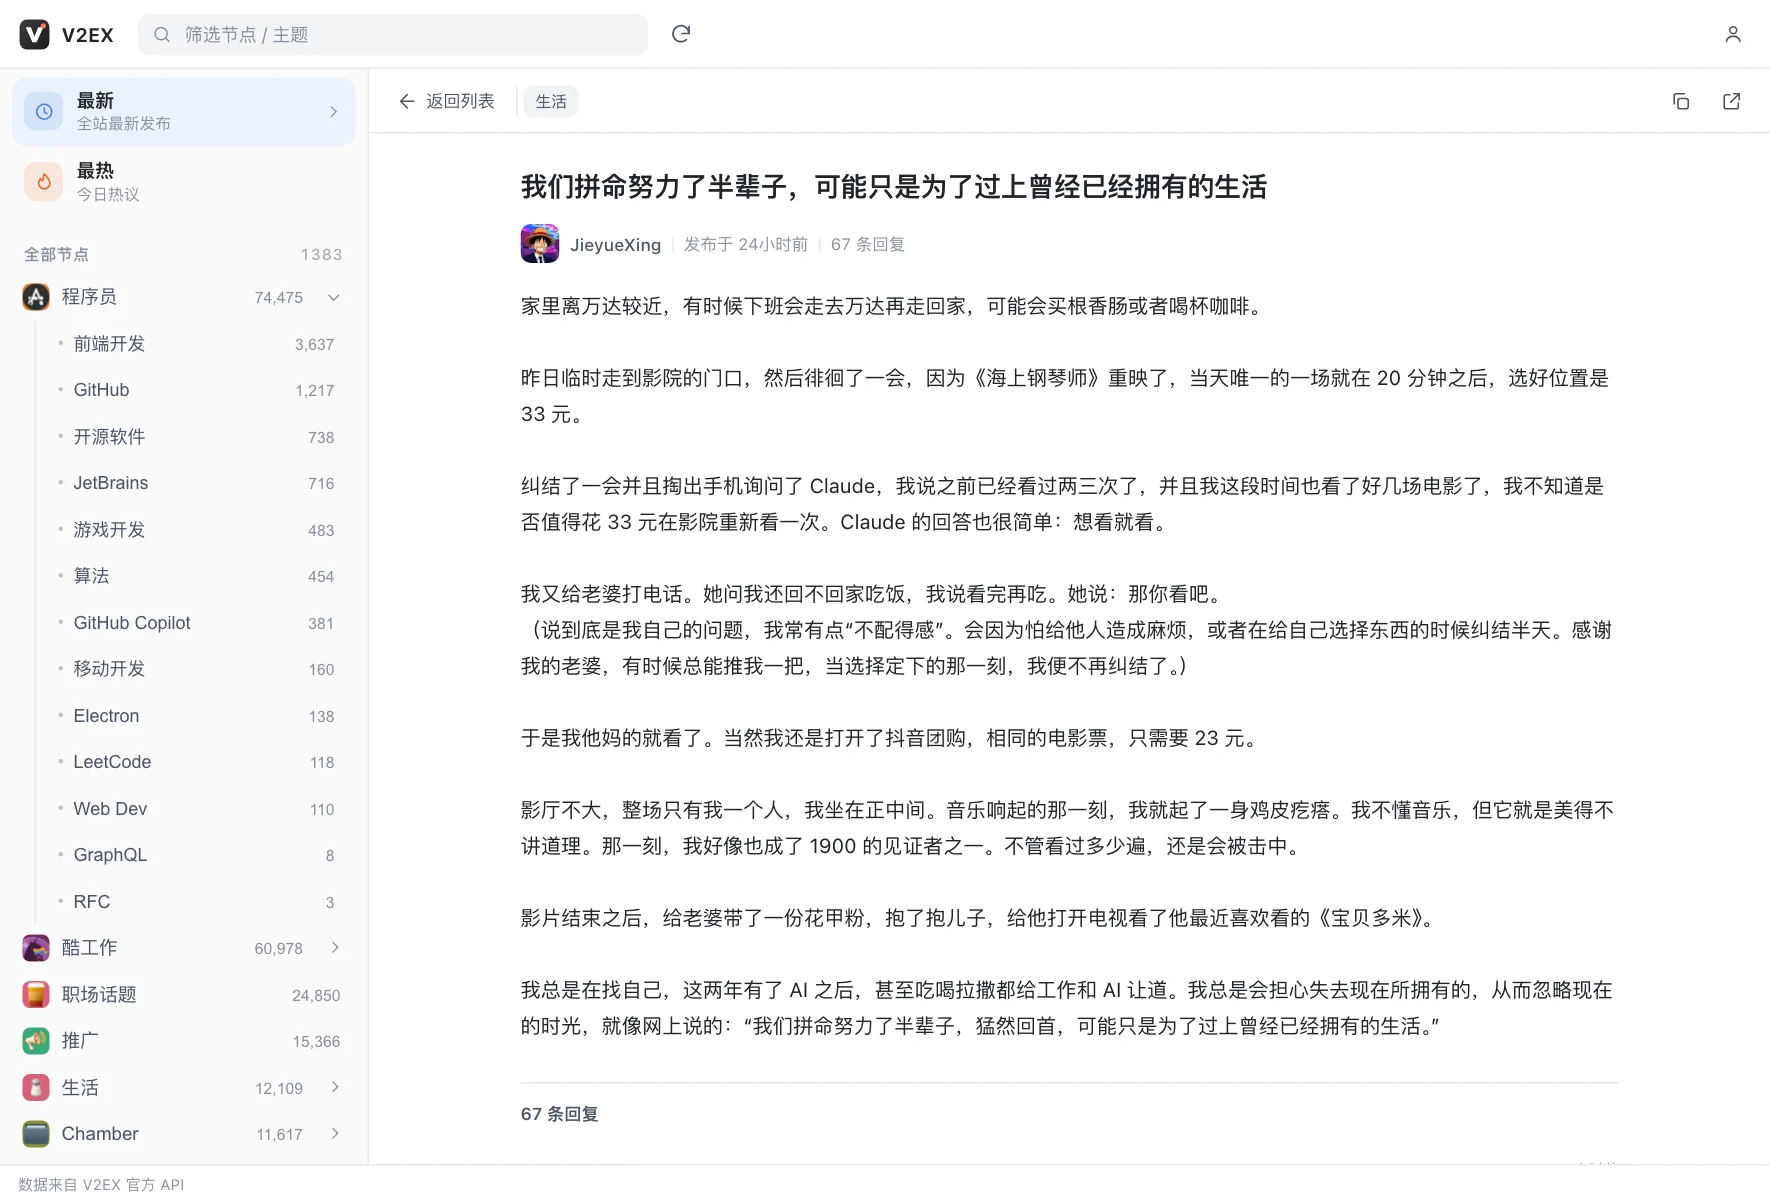 V2EX
筛选节点 / 主题
最新
全站最新发布
最热
今日热议
全部节点 1383
程序员 74,475
前端开发 3,637
GitHub 1,217
开源软件 738
JetBrains 716
游戏开发 483
算法 454
GitHub Copilot 381
移动开发 160
Electron 138
LeetCode 118
Web Dev 110
GraphQL 8
RFC 3
酷工作 60,978
职场话题 24,850
推广 15,366
生活 12,109
Chamber 11,617
数据来自 V2EX 官方 API
返回列表 生活
我们拼命努力了半辈子，可能只是为了过上曾经已经拥有的生活
JieyueXing 发布于 24小时前 67 条回复
家里离万达较近，有时候下班会走去万达再走回家，可能会买根香肠或者喝杯咖啡。
昨日临时走到影院的门口，然后徘徊了一会，因为《海上钢琴师》重映了，当天唯一的一场就在 20 分钟之后，选好位置是
33 元。
纠结了一会并且掏出手机询问了 Claude，我说之前已经看过两三次了，并且我这段时间也看了好几场电影了，我不知道是
否值得花 33 元在影院重新看一次。Claude 的回答也很简单：想看就看。
我又给老婆打电话。她问我还回不回家吃饭，我说看完再吃。她说：那你看吧。
（说到底是我自己的问题，我常有点“不配得感”。会因为怕给他人造成麻烦，或者在给自己选择东西的时候纠结半天。感谢
我的老婆，有时候总能推我一把，当选择定下的那一刻，我便不再纠结了。）
于是我他妈的就看了。当然我还是打开了抖音团购，相同的电影票，只需要 23 元。
影厅不大，整场只有我一个人，我坐在正中间。音乐响起的那一刻，我就起了一身鸡皮疙瘩。我不懂音乐，但它就是美得不
讲道理。那一刻，我好像也成了 1900 的见证者之一。不管看过多少遍，还是会被击中。
影片结束之后，给老婆带了一份花甲粉，抱了抱儿子，给他打开电视看了他最近喜欢看的《宝贝多米》。
我总是在找自己，这两年有了 AI 之后，甚至吃喝拉撒都给工作和 AI 让道。我总是会担心失去现在所拥有的，从而忽略现在
的时光，就像网上说的：“我们拼命努力了半辈子，猛然回首，可能只是为了过上曾经已经拥有的生活。”
67 条回复